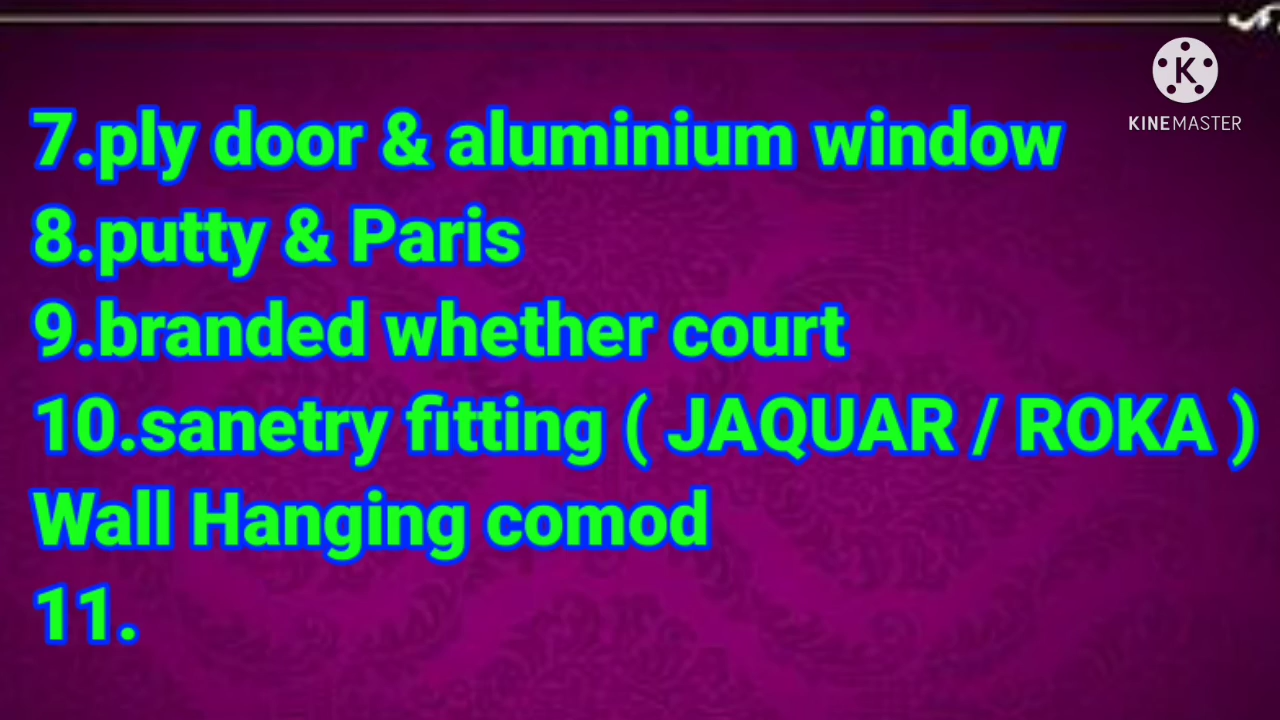 K
KINEMASTER
7.ply door & aluminium window
8.putty & Paris
9.branded whether court
10.sanetry fitting ( JAQUAR / ROKA )
Wall Hanging comod
11.